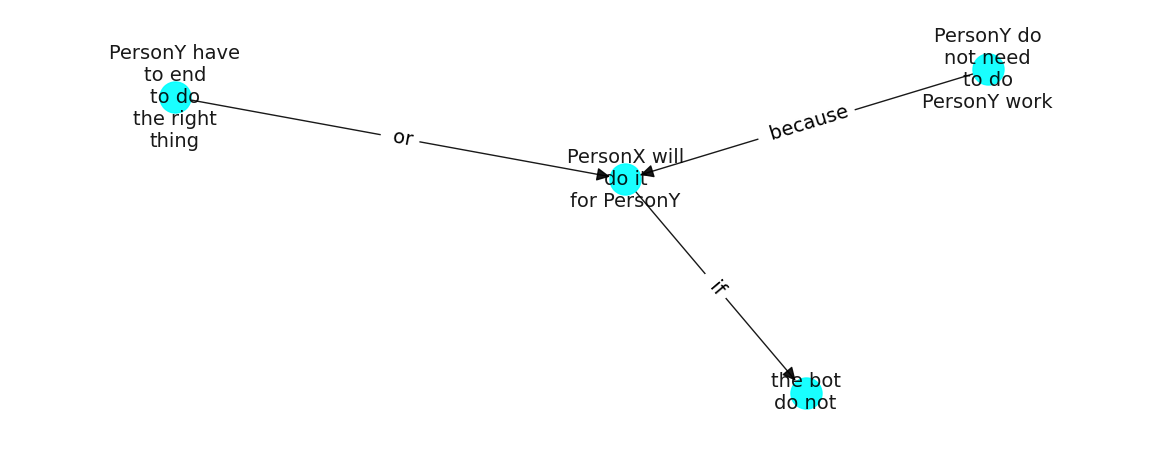 PersonY have
to end
to do
the right
thing
or
PersonX will
do it
for PersonY
because
PersonY do
not need
to do
PersonY work
if
the bot
do not